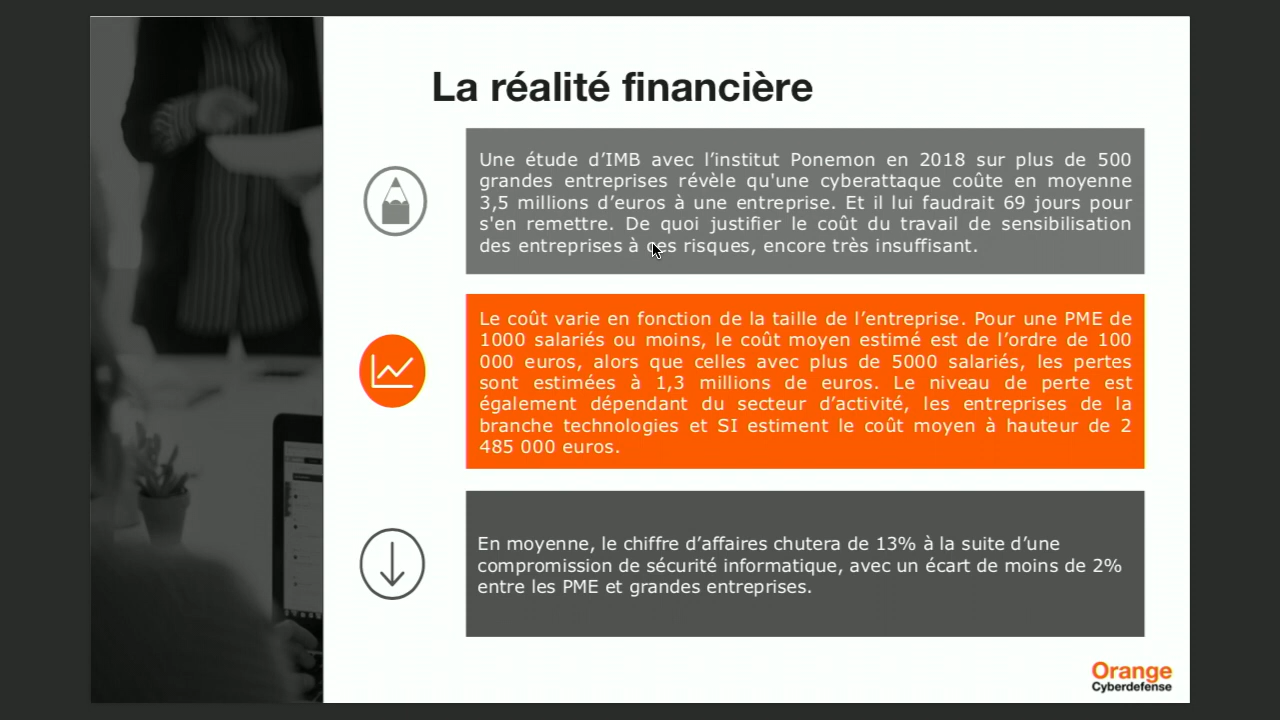 La réalité financière
Une étude d’IMB avec l’institut Ponemon en 2018 sur plus de 500
grandes entreprises révèle qu'une cyberattaque coûte en moyenne
3,5 millions d’euros à une entreprise. Et il lui faudrait 69 jours pour
s'en remettre. De quoi justifier le coût du travail de sensibilisation
des entreprises à ces risques, encore très insuffisant.
Le coût varie en fonction de la taille de l’entreprise. Pour une PME de
1000 salariés ou moins, le coût moyen estimé est de l’ordre de 100
000 euros, alors que celles avec plus de 5000 salariés, les pertes
sont estimées à 1,3 millions de euros. Le niveau de perte est
également dépendant du secteur d’activité, les entreprises de la
branche technologies et SI estiment le coût moyen à hauteur de 2
485 000 euros.
En moyenne, le chiffre d’affaires chutera de 13% à la suite d’une
compromission de sécurité informatique, avec un écart de moins de 2%
entre les PME et grandes entreprises.
Orange
Cyberdefense